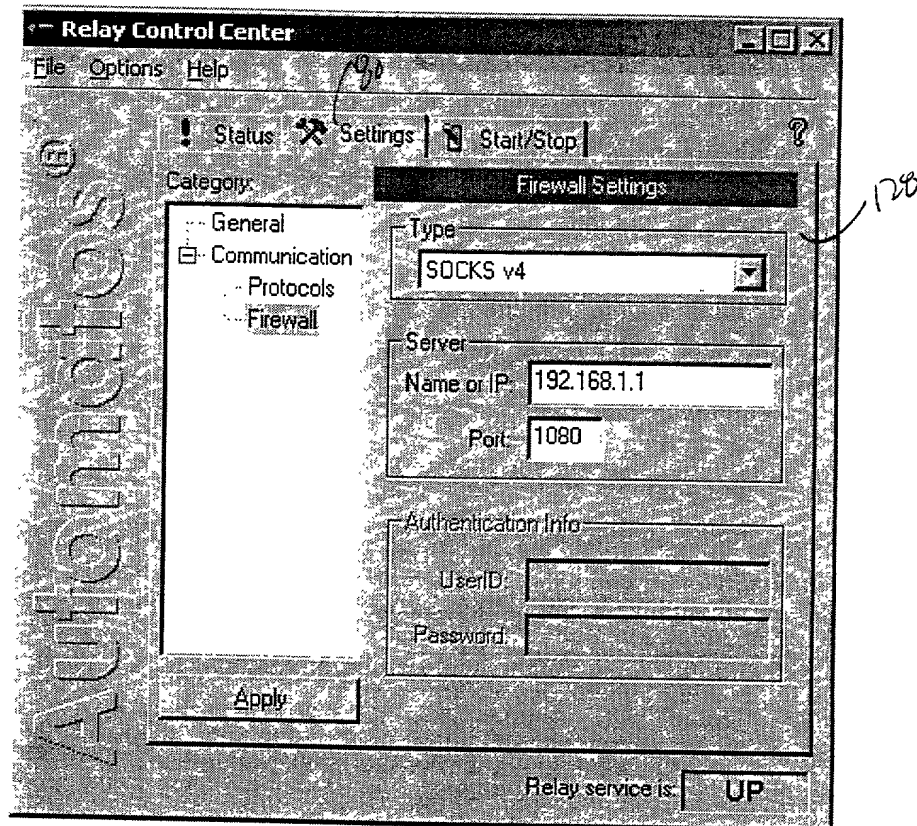 Relay Control Center
File Options Help
90
Status Settings Start/Stop ?
Automatos®
Category:
General
Communication
Protocols
Firewall
Apply
Firewall Settings
128
Type
SOCKS v4
Server
Name or IP: 192.168.1.1
Port: 1080
Authentication Info
UserID:
Password:
Relay service is: UP